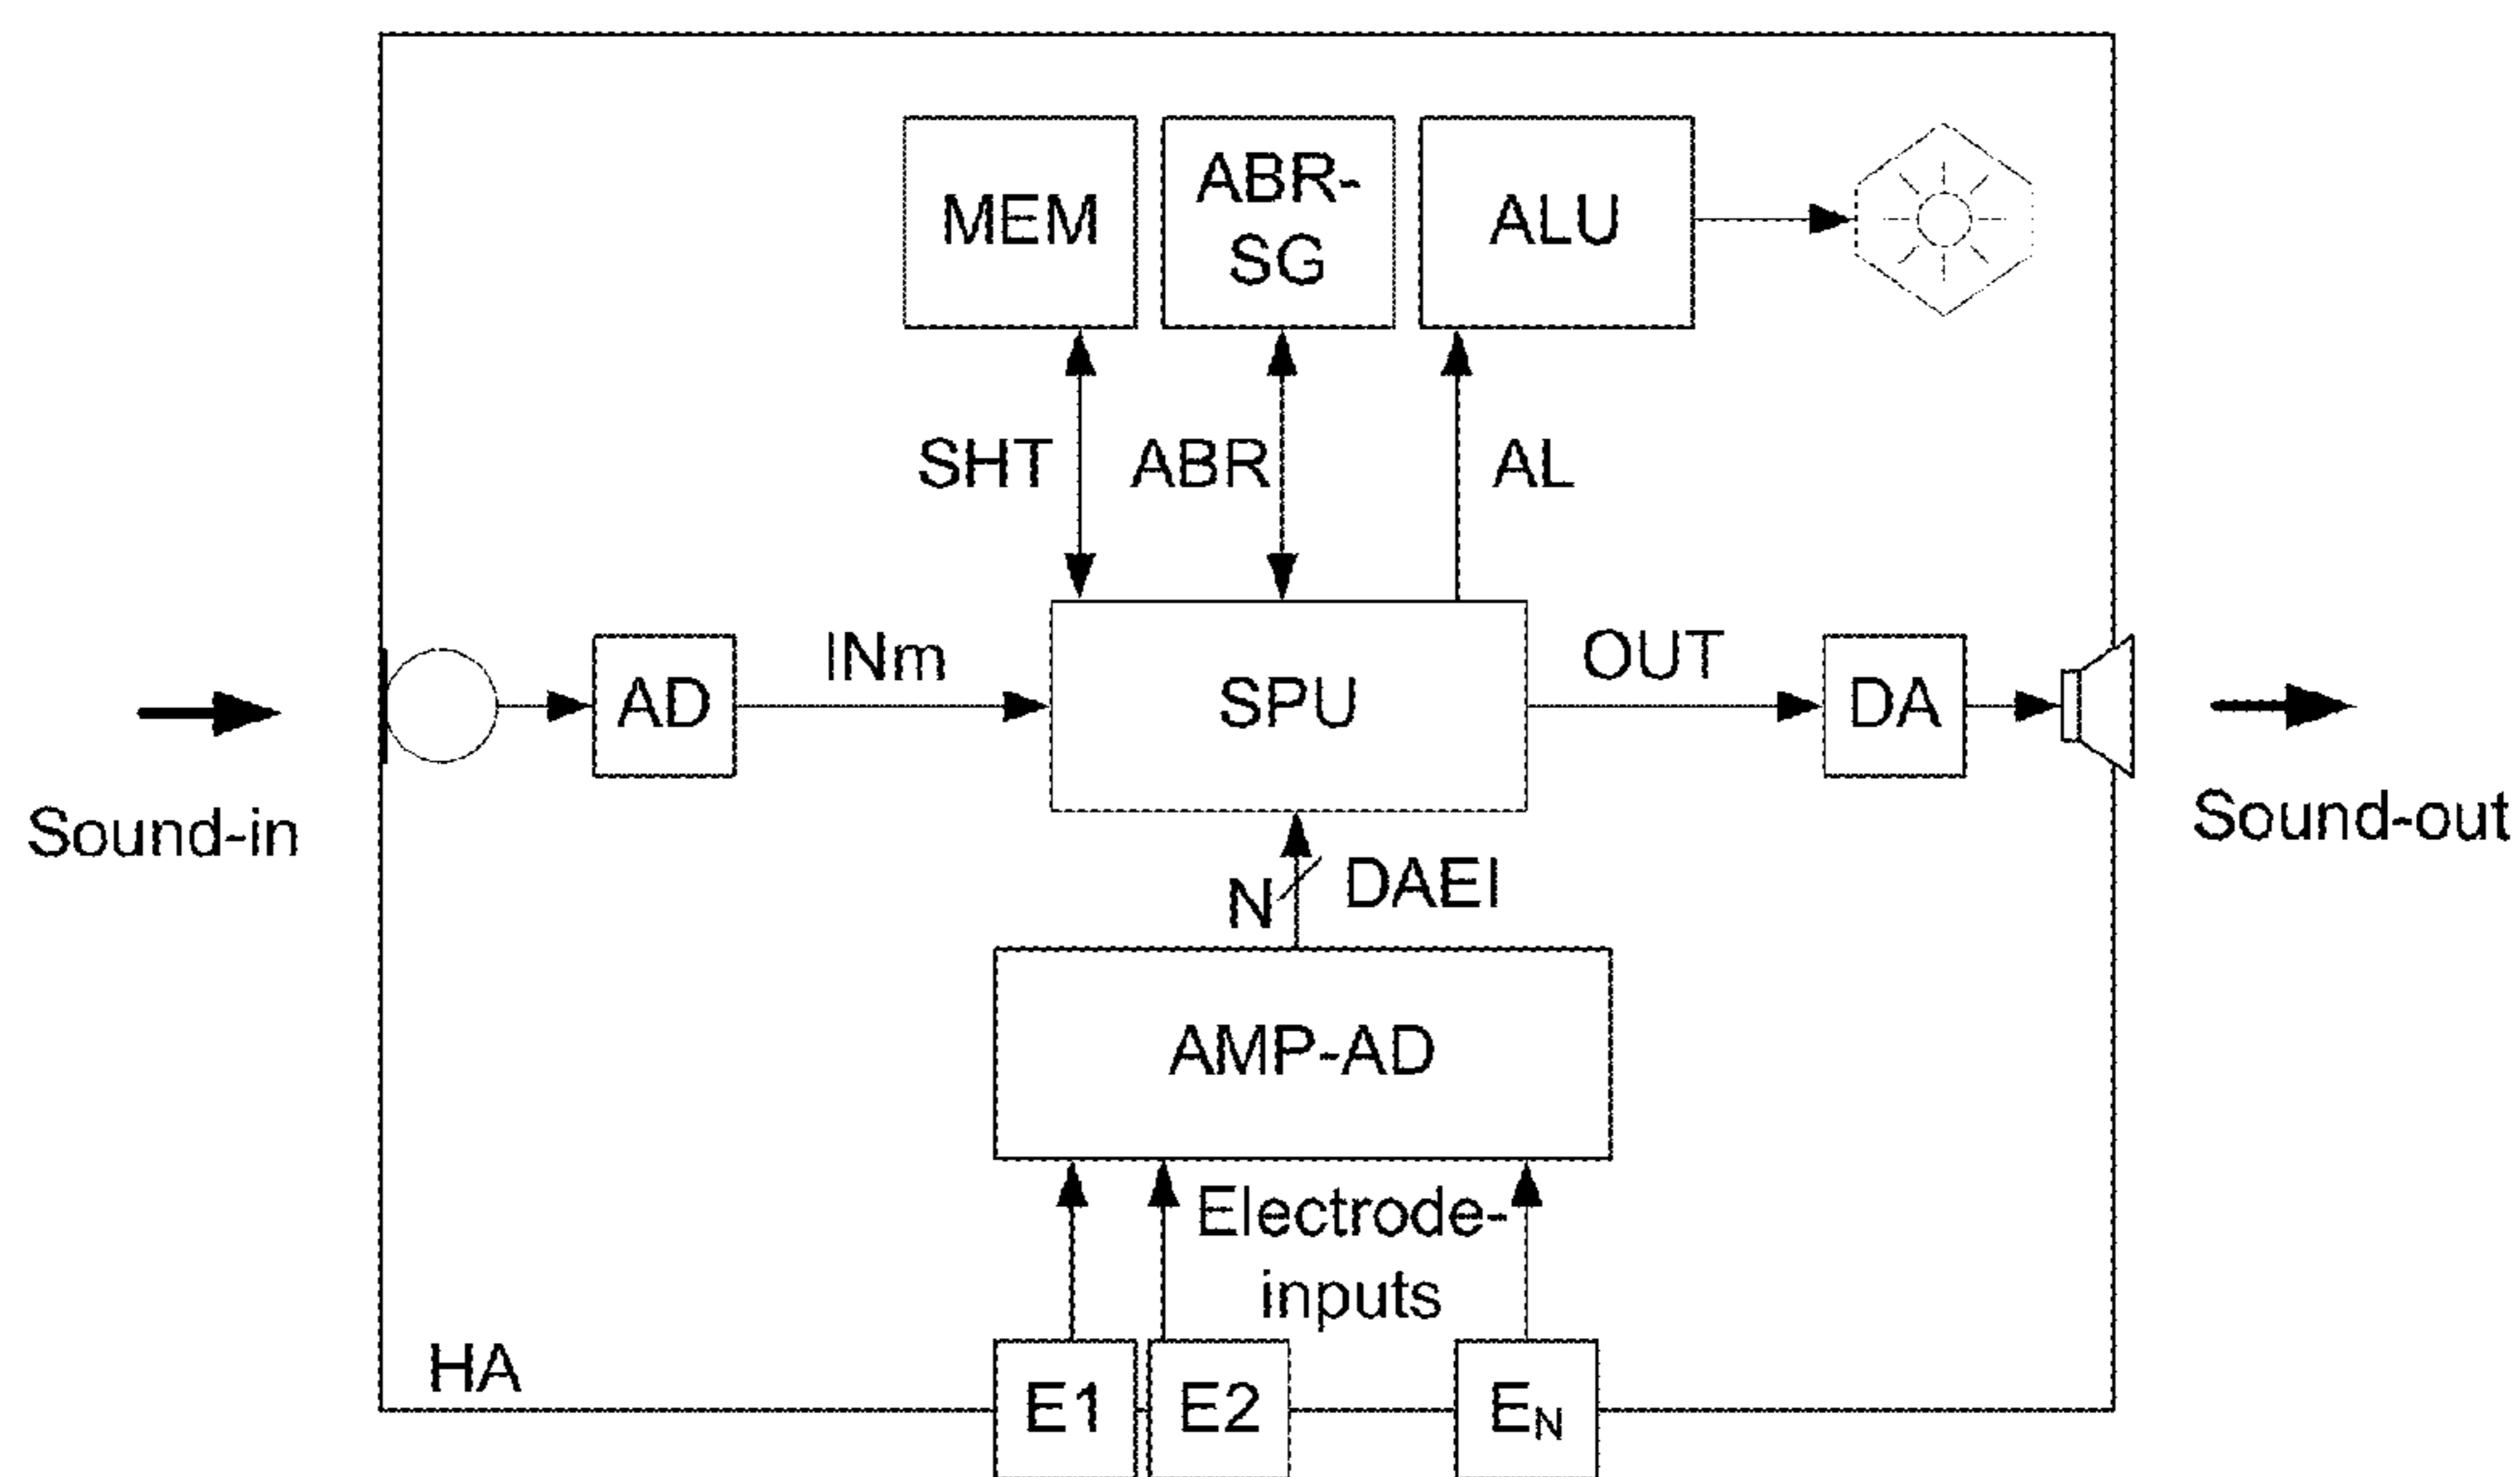 MEM
ABR-
SG
ALU
SHT
ABR
AL
INm
OUT
AD
SPU
DA
Sound-in
Sound-out
N
DAEI
AMP-AD
Electrode-
inputs
HA
E1
E2
EN